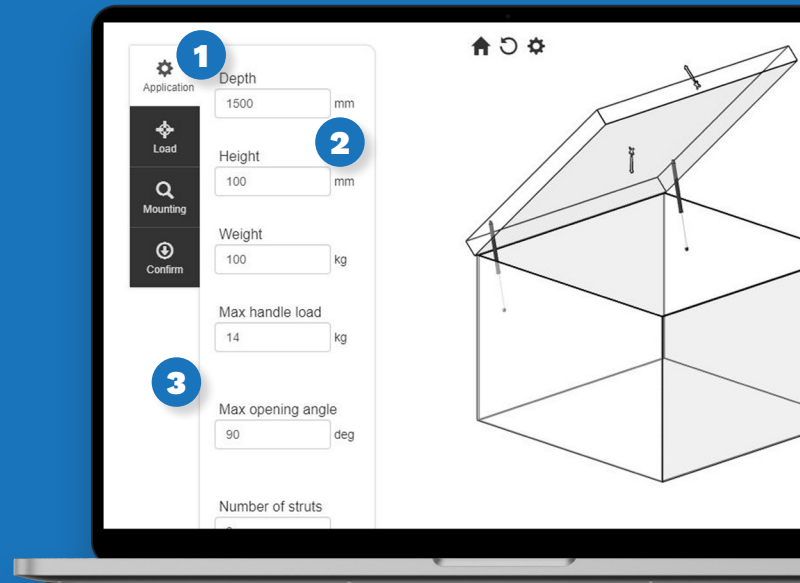 1
Application
Load
Mounting
Confirm
Depth
1500 mm
2
Height
100 mm
Weight
100 kg
Max handle load
14 kg
3
Max opening angle
90 deg
Number of struts